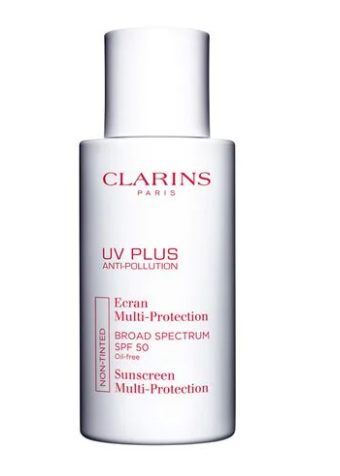 CLARINS
PARIS
UV PLUS
ANTI-POLLUTION
NON-TINTED
Ecran
Multi-Protection
BROAD SPECTRUM
SPF 50
Oil-free
Sunscreen
Multi-Protection